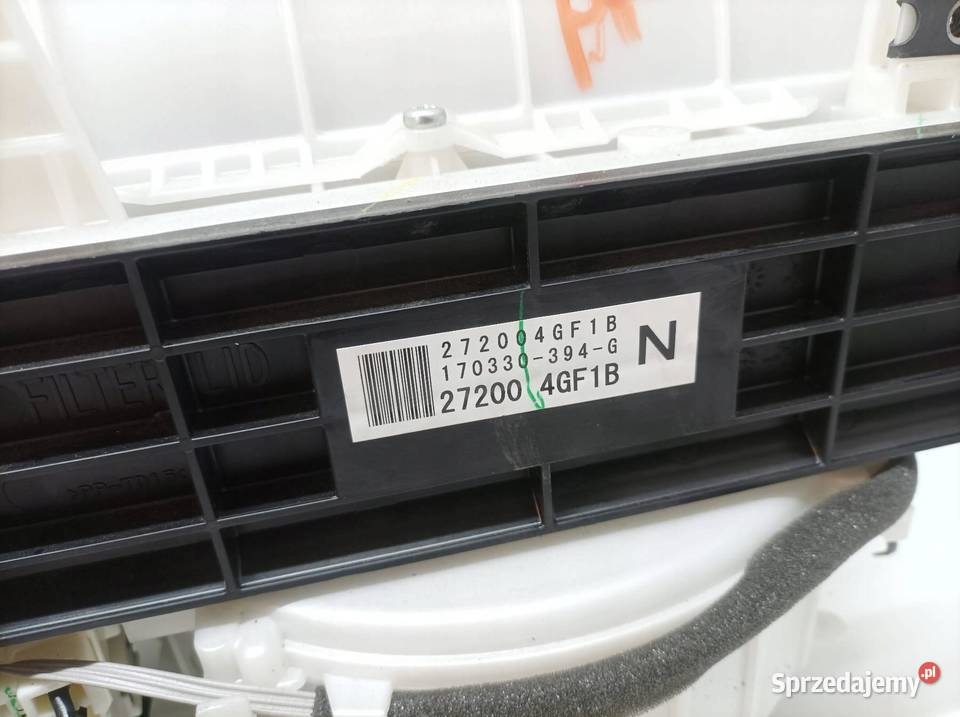 272004GF1B
170330-394-G
27200 4GF1B
N
FILTER LID
Sprzedajemy.pl